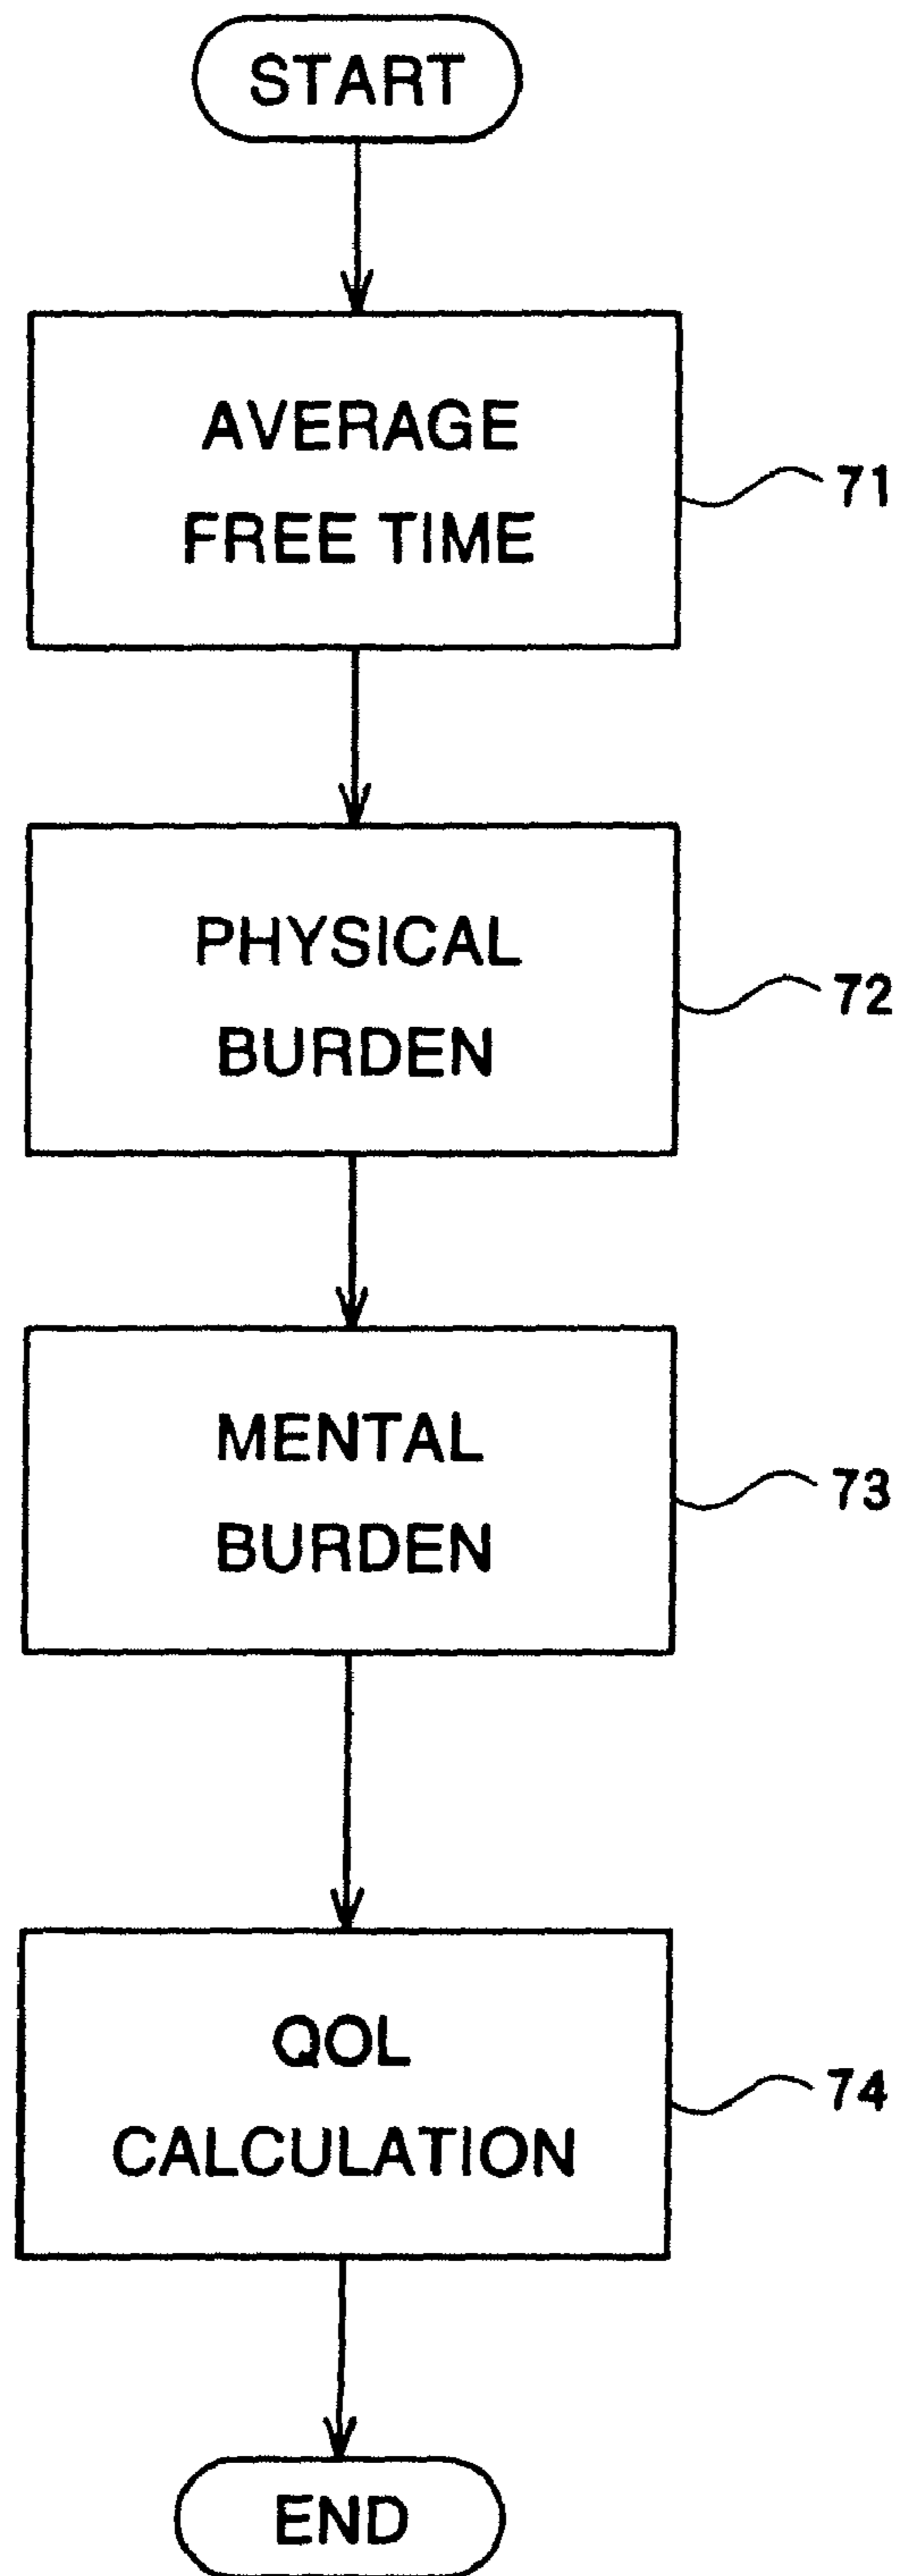 START
AVERAGE
FREE TIME
71
PHYSICAL
BURDEN
72
MENTAL
BURDEN
73
QOL
CALCULATION
74
END